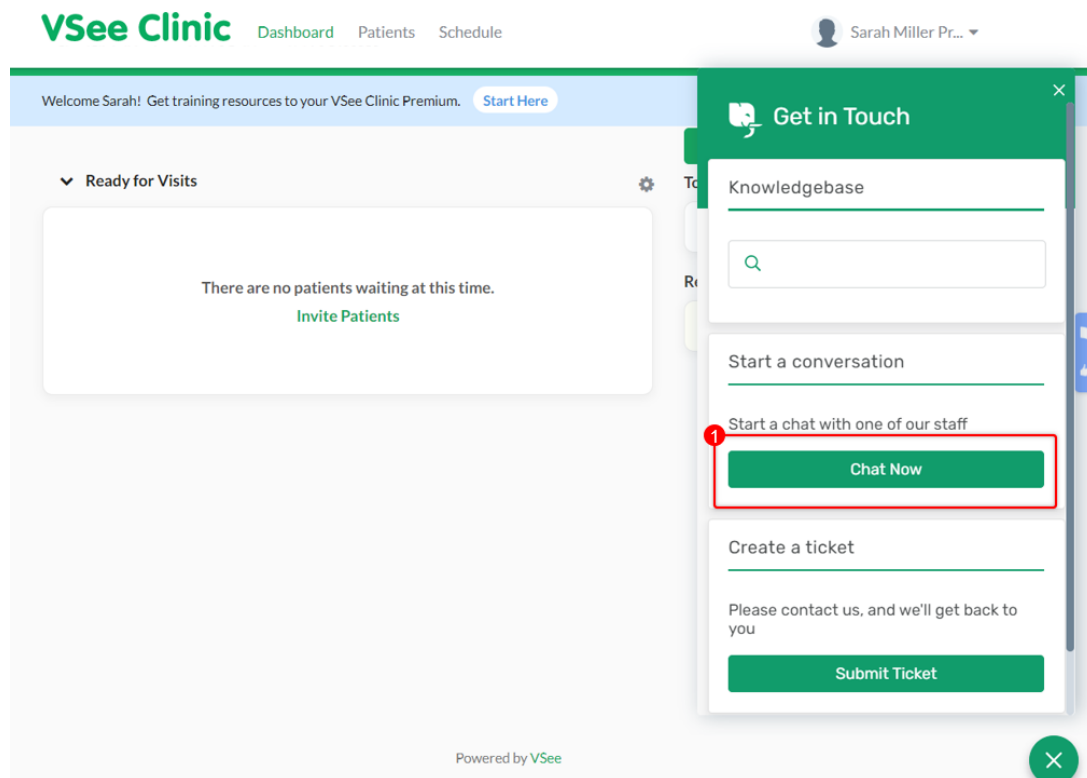 VSee Clinic Dashboard Patients Schedule Sarah Miller Pr...
Welcome Sarah! Get training resources to your VSee Clinic Premium. Start Here
Ready for Visits
There are no patients waiting at this time.
Invite Patients
Get in Touch
Knowledgebase
Start a conversation
Start a chat with one of our staff
1
Chat Now
Create a ticket
Please contact us, and we'll get back to
you
Submit Ticket
Powered by VSee